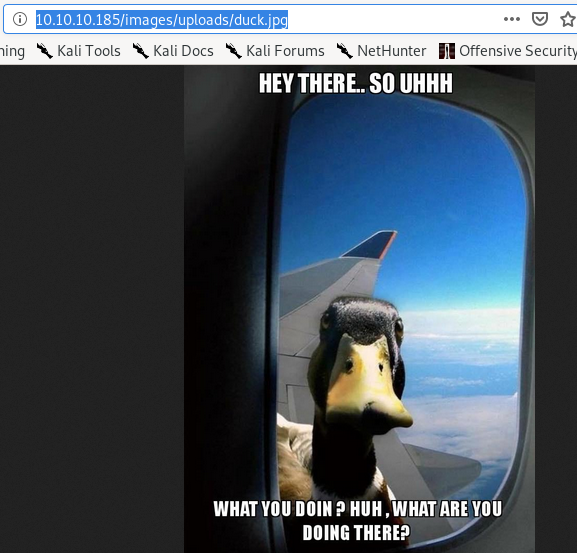 10.10.10.185/images/uploads/duck.jpg
Kali Tools Kali Docs Kali Forums NetHunter Offensive Security
HEY THERE.. SO UHHH
WHAT YOU DOIN ? HUH , WHAT ARE YOU
DOING THERE?